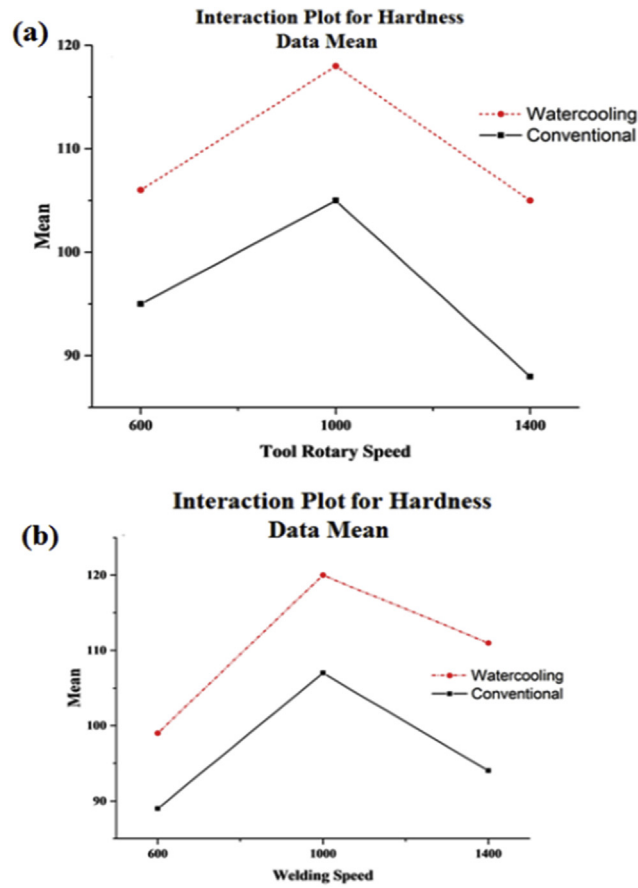 (a)
Interaction Plot for Hardness
Data Mean
120
110
100
90
Mean
Watercooling
Conventional
600
1000
1400
Tool Rotary Speed
(b)
Interaction Plot for Hardness
Data Mean
120
110
100
90
Mean
Watercooling
Conventional
600
1000
1400
Welding Speed